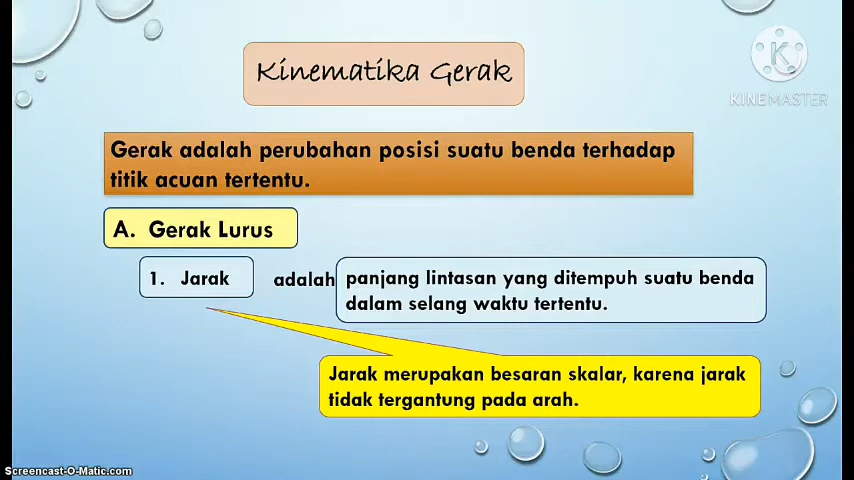 Kinematika Gerak
KINEMASTER
Gerak adalah perubahan posisi suatu benda terhadap
titik acuan tertentu.
A. Gerak Lurus
1. Jarak adalah panjang lintasan yang ditempuh suatu benda
dalam selang waktu tertentu.
Jarak merupakan besaran skalar, karena jarak
tidak tergantung pada arah.
Screencast-O-Matic.com